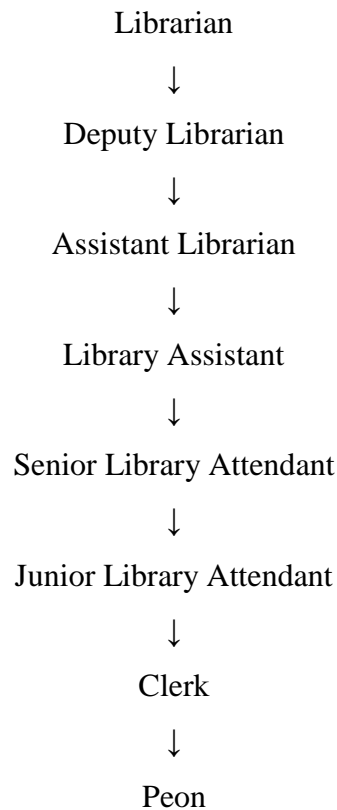 Librarian
↓
Deputy Librarian
↓
Assistant Librarian
↓
Library Assistant
↓
Senior Library Attendant
↓
Junior Library Attendant
↓
Clerk
↓
Peon